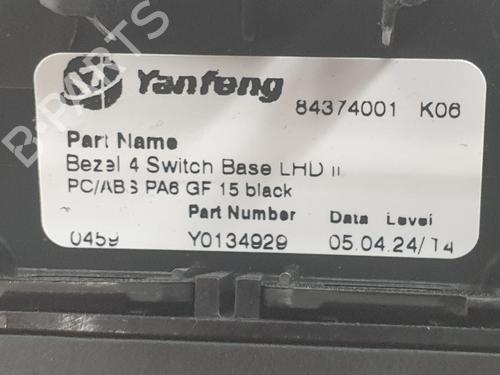 Yanfeng 84374001 K06
Part Name
Bezel 4 Switch Base LHD II
PC/ABS PA6 GF 15 black
Part Number Data Level
0459 Y0134929 05.04.24/14
B-PARTS